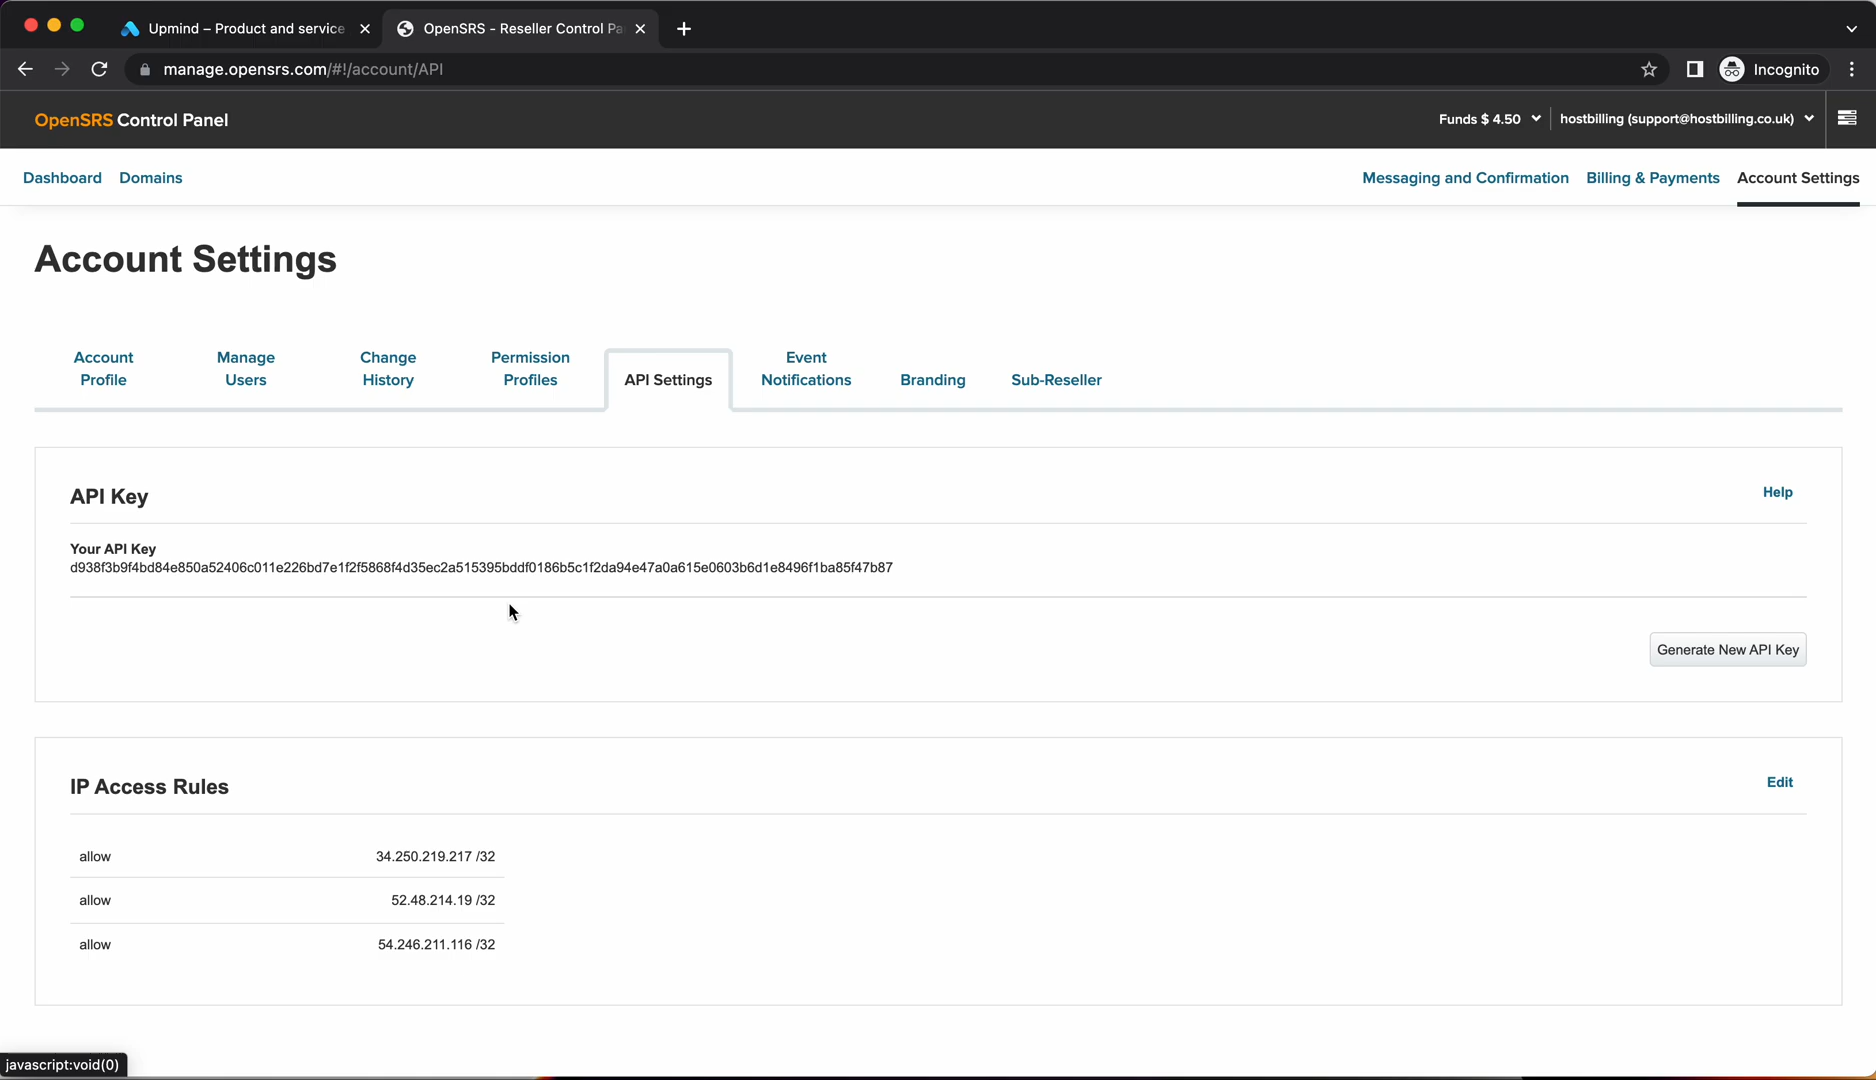 Upmind – Product and service
OpenSRS - Reseller Control Pa
manage.opensrs.com/#!/account/API
Incognito
OpenSRS Control Panel
Funds $ 4.50
hostbilling (support@hostbilling.co.uk)
Dashboard
Domains
Messaging and Confirmation
Billing & Payments
Account Settings
Account Settings
Account
Profile
Manage
Users
Change
History
Permission
Profiles
API Settings
Event
Notifications
Branding
Sub-Reseller
API Key
Help
Your API Key
d938f3b9f4bd84e850a52406c011e226bd7e1f2f5868f4d35ec2a515395bddf0186b5c1f2da94e47a0a615e0603b6d1e8496f1ba85f47b87
Generate New API Key
IP Access Rules
Edit
allow 34.250.219.217 /32
allow 52.48.214.19 /32
allow 54.246.211.116 /32
javascript:void(0)